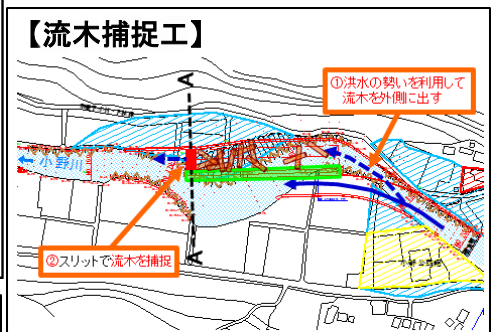 【流木捕捉工】
①洪水の勢いを利用して
流木を外側に出す
A
小野川
流木
②スリットで流木を捕捉
A